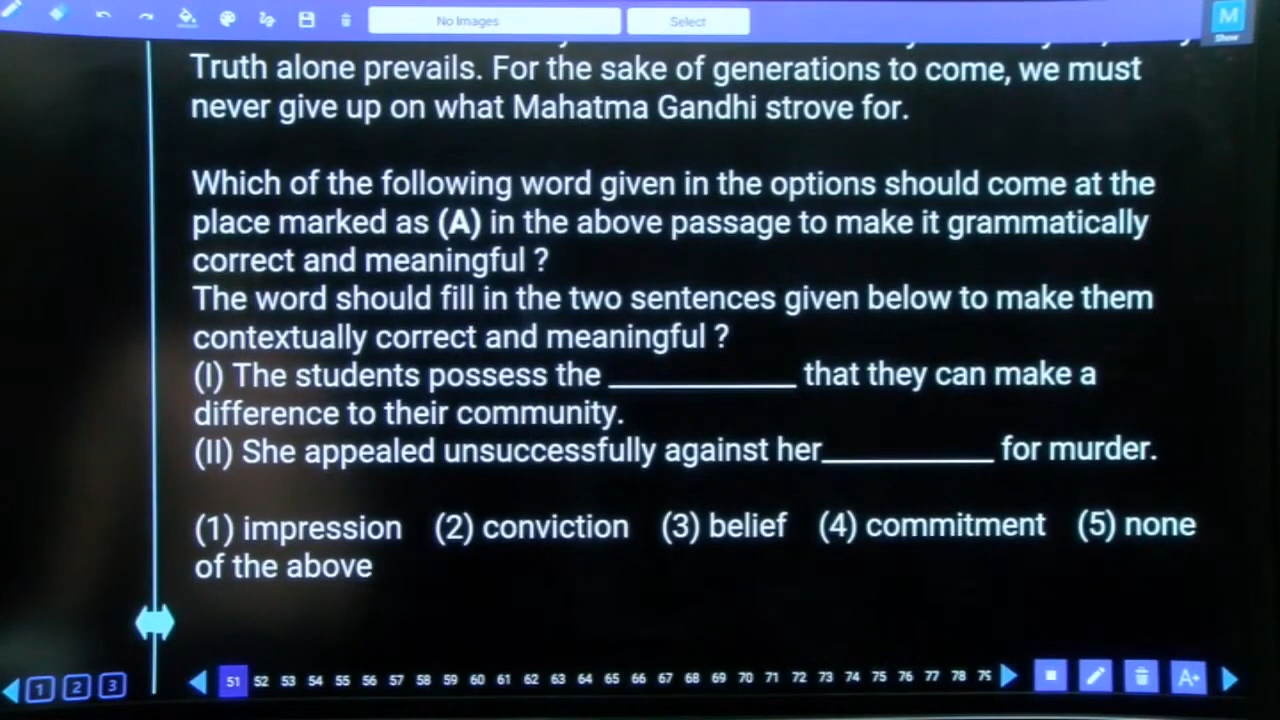 No Images Select
M
Show
Truth alone prevails. For the sake of generations to come, we must
never give up on what Mahatma Gandhi strove for.
Which of the following word given in the options should come at the
place marked as (A) in the above passage to make it grammatically
correct and meaningful ?
The word should fill in the two sentences given below to make them
contextually correct and meaningful ?
(I) The students possess the ____________ that they can make a
difference to their community.
(II) She appealed unsuccessfully against her___________ for murder.
(1) impression (2) conviction (3) belief (4) commitment (5) none
of the above
1 2 3 51 52 53 54 55 56 57 58 59 60 61 62 63 64 65 66 67 68 69 70 71 72 73 74 75 76 77 78 A+